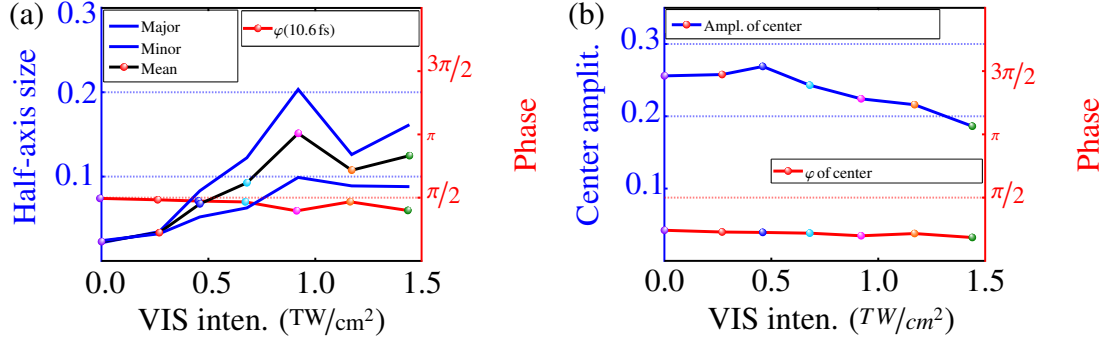 (a)
Half-axis size
0.3
0.2
0.1
Major
Minor
Mean
φ(10.6 fs)
3π/2
π
π/2
Phase
0.0 0.5 1.0 1.5
VIS inten. (TW/cm²)
(b)
Center amplit.
0.3
0.2
0.1
Ampl. of center
φ of center
3π/2
π
π/2
Phase
0.0 0.5 1.0 1.5
VIS inten. (TW/cm²)